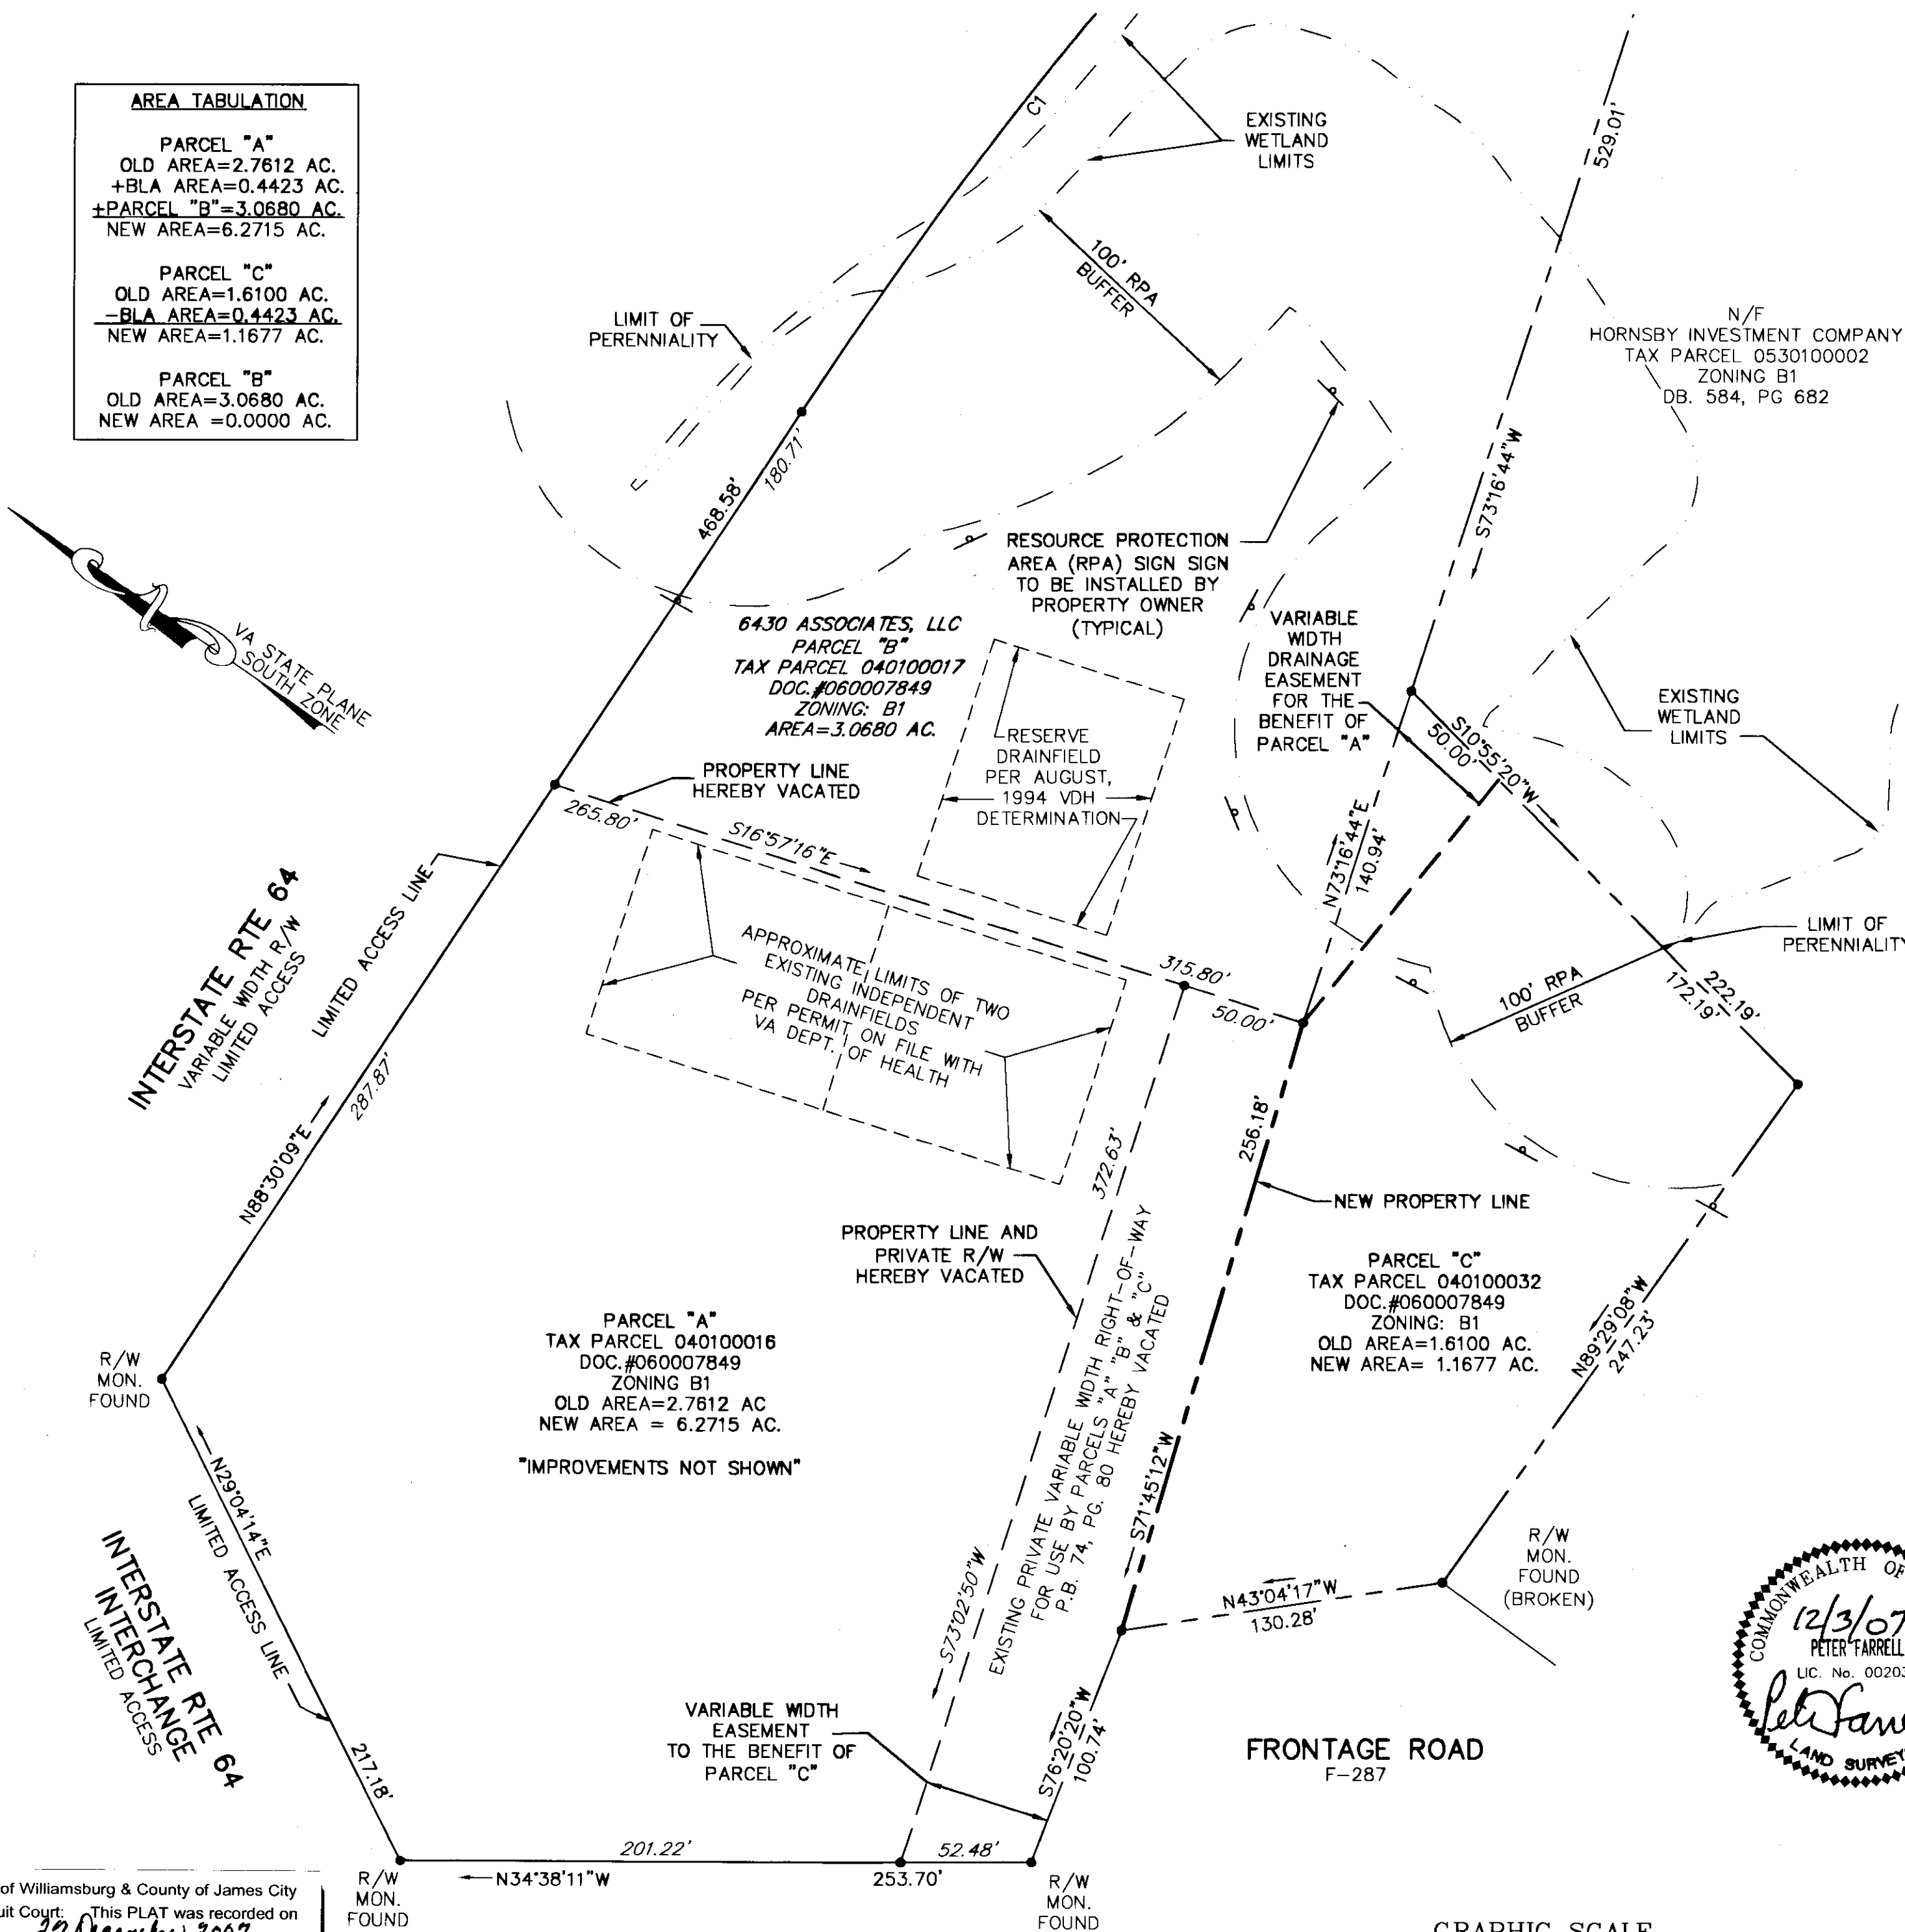 AREA TABULATION
PARCEL "A"
OLD AREA=2.7612 AC.
+BLA AREA=0.4423 AC.
+PARCEL "B"=3.0680 AC.
NEW AREA=6.2715 AC.
PARCEL "C"
OLD AREA=1.6100 AC.
-BLA AREA=0.4423 AC.
NEW AREA=1.1677 AC.
PARCEL "B"
OLD AREA=3.0680 AC.
NEW AREA =0.0000 AC.
C1
EXISTING
WETLAND
LIMITS
529.01'
100' RPA
BUFFER
LIMIT OF
PERENNIALITY
N/F
HORNSBY INVESTMENT COMPANY
TAX PARCEL 0530100002
ZONING B1
DB. 584, PG 682
468.58'
180.71'
S73°16'44"W
VA STATE PLANE
SOUTH ZONE
RESOURCE PROTECTION
AREA (RPA) SIGN SIGN
TO BE INSTALLED BY
PROPERTY OWNER
(TYPICAL)
6430 ASSOCIATES, LLC
PARCEL "B"
TAX PARCEL 040100017
DOC.#060007849
ZONING: B1
AREA=3.0680 AC.
VARIABLE
WIDTH
DRAINAGE
EASEMENT
FOR THE
BENEFIT OF
PARCEL "A"
EXISTING
WETLAND
LIMITS
S10°55'20"W
50.00'
RESERVE
DRAINFIELD
PER AUGUST,
1994 VDH
DETERMINATION
PROPERTY LINE
HEREBY VACATED
265.80'
S16°57'16"E
N73°16'44"E
140.94'
INTERSTATE RTE 64
VARIABLE WIDTH R/W
LIMITED ACCESS
LIMITED ACCESS LINE
N88°30'09"E
287.87'
APPROXIMATE LIMITS OF TWO
EXISTING INDEPENDENT
DRAINFIELDS
PER PERMIT ON FILE WITH
VA DEPT. OF HEALTH
315.80'
50.00'
LIMIT OF
PERENNIALITY
100' RPA
BUFFER
222.19'
172.19'
372.63'
256.18'
NEW PROPERTY LINE
PROPERTY LINE AND
PRIVATE R/W
HEREBY VACATED
PARCEL "C"
TAX PARCEL 040100032
DOC.#060007849
ZONING: B1
OLD AREA=1.6100 AC.
NEW AREA= 1.1677 AC.
N89°29'08"W
247.23'
PARCEL "A"
TAX PARCEL 040100016
DOC.#060007849
ZONING B1
OLD AREA=2.7612 AC
NEW AREA = 6.2715 AC.
"IMPROVEMENTS NOT SHOWN"
R/W
MON.
FOUND
EXISTING PRIVATE VARIABLE WIDTH RIGHT-OF-WAY
FOR USE BY PARCELS "A" "B" & "C"
P.B. 74, PG. 80 HEREBY VACATED
S73°02'50"W
S71°45'12"W
N29°04'14"E
LIMITED ACCESS LINE
217.18'
INTERSTATE RTE 64
INTERCHANGE
LIMITED ACCESS
N43°04'17"W
130.28'
R/W
MON.
FOUND
(BROKEN)
COMMONWEALTH OF
12/3/07
PETER FARRELL
LIC. No. 00203
LAND SURVEY
VARIABLE WIDTH
EASEMENT
TO THE BENEFIT OF
PARCEL "C"
S76°20'20"W
100.74'
FRONTAGE ROAD
F-287
201.22'
52.48'
N34°38'11"W
253.70'
R/W
MON.
FOUND
R/W
MON.
FOUND
of Williamsburg & County of James City
uit Court: This PLAT was recorded on
GRAPHIC SCALE